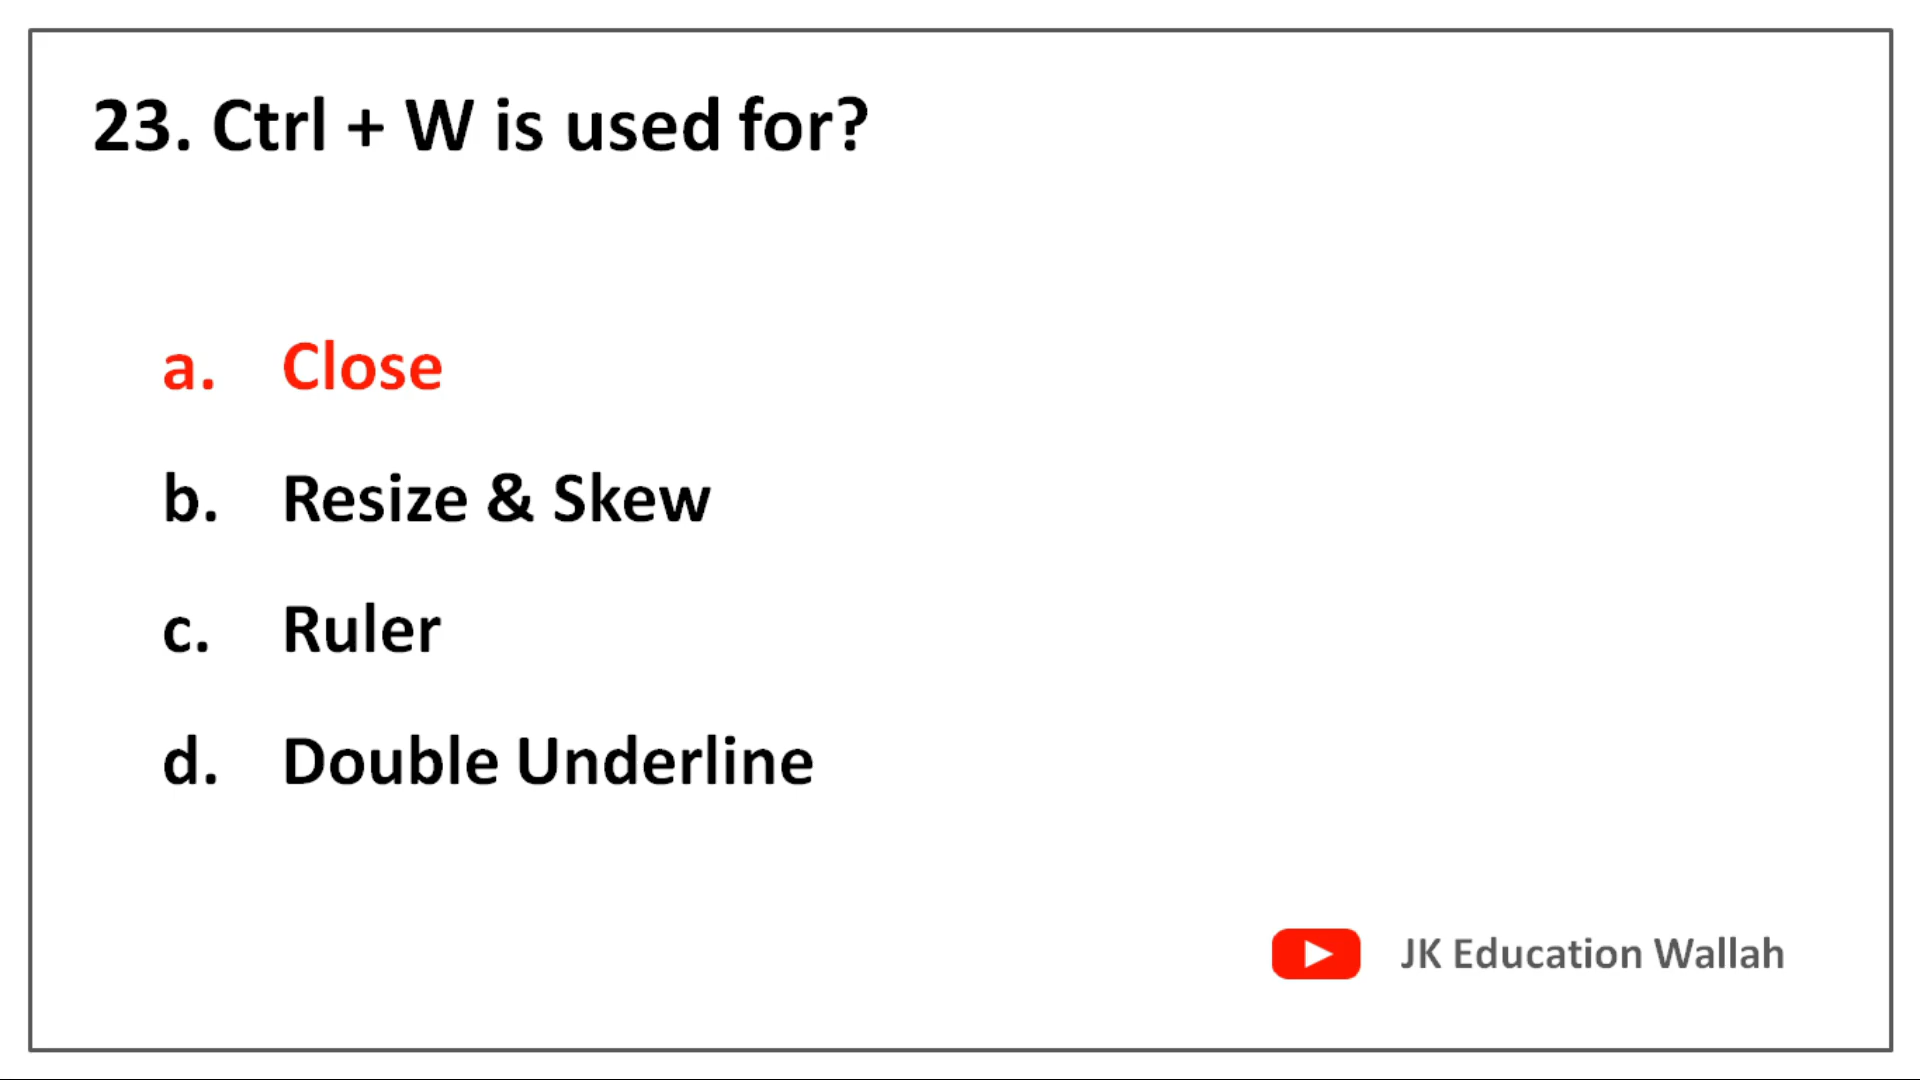 23. Ctrl + W is used for?
a. Close
b. Resize & Skew
c. Ruler
d. Double Underline
JK Education Wallah